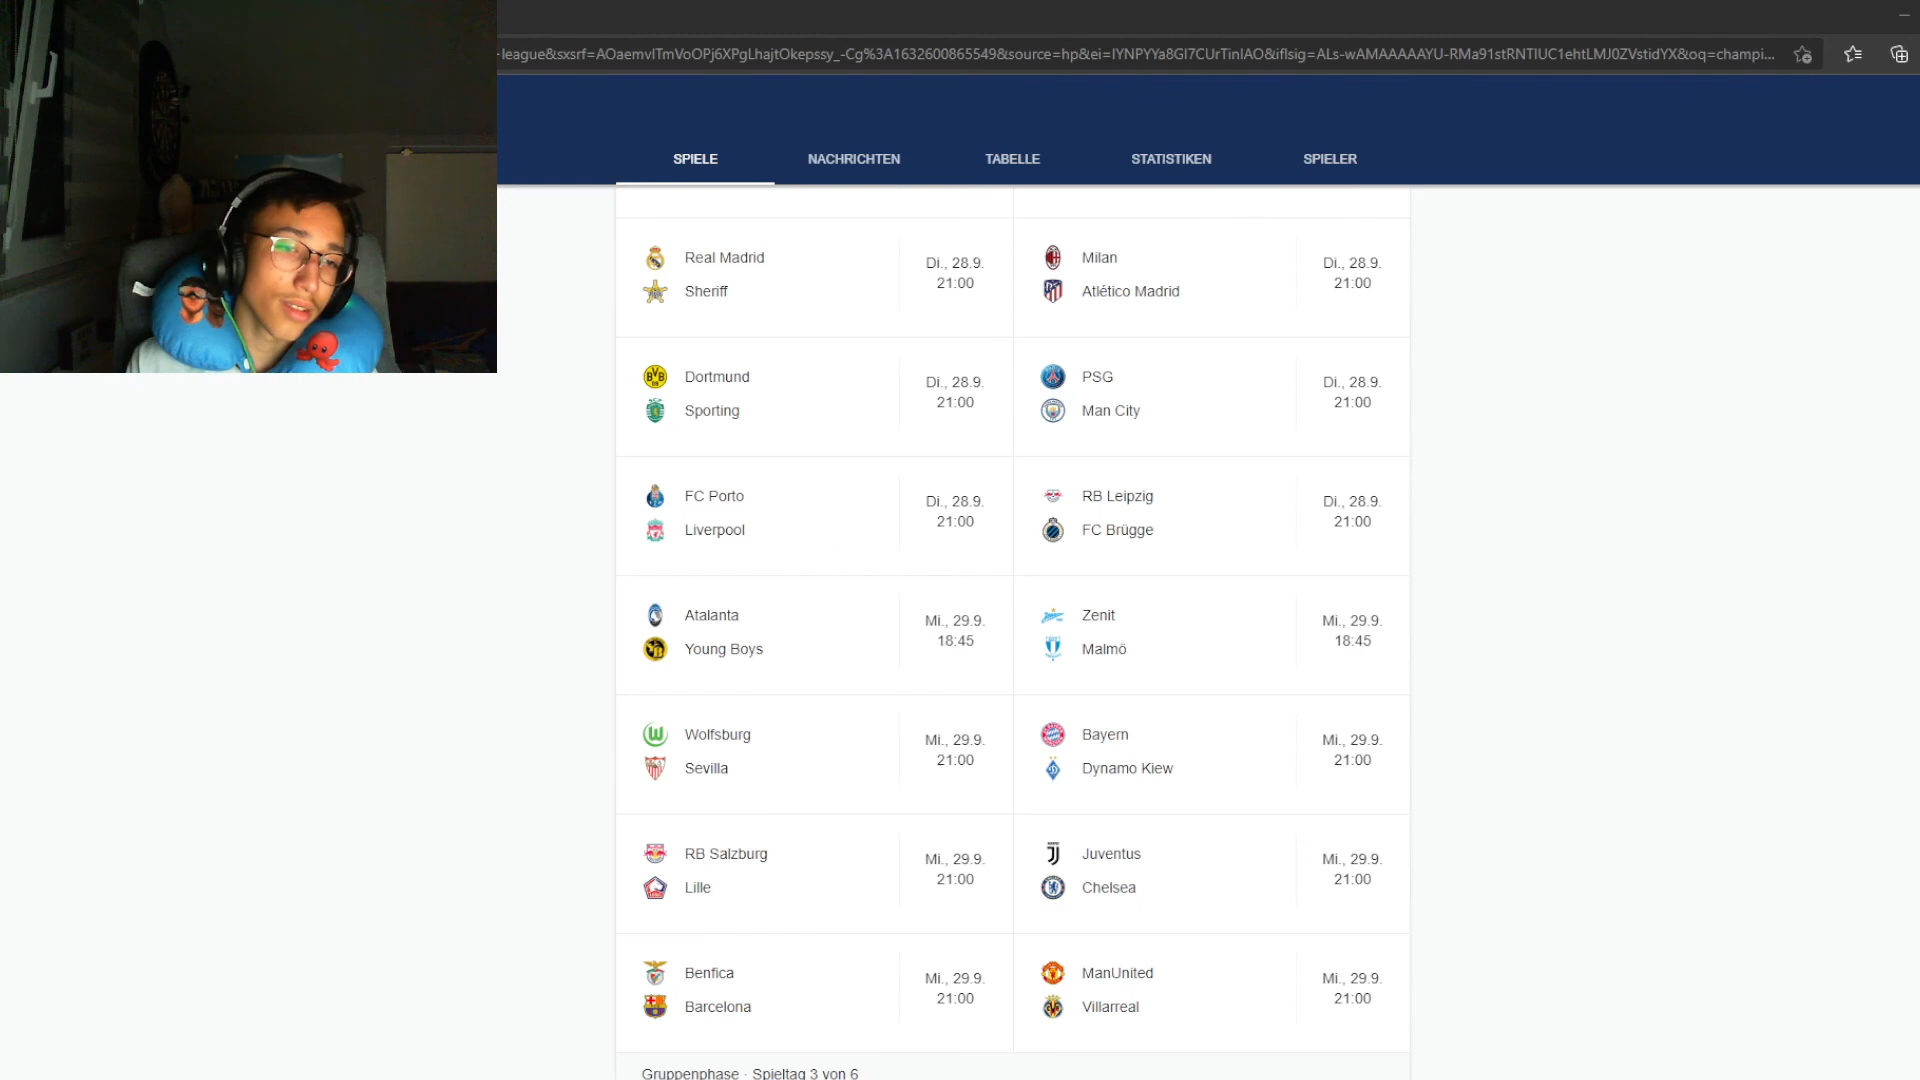 -league&sxsrf=AOaemvITmVoOPj6XPgLhajtOkepssy_-Cg%3A1632600865549&source=hp&ei=IYNPYYa8GI7CUrTinIAO&iflsig=ALs-wAMAAAAAYU-RMa91stRNTIUC1ehtLMJ0ZVstidYX&oq=champi...
SPIELE NACHRICHTEN TABELLE STATISTIKEN SPIELER
Real Madrid
Sheriff
Di., 28.9.
21:00
Milan
Atlético Madrid
Di., 28.9.
21:00
Dortmund
Sporting
Di., 28.9.
21:00
PSG
Man City
Di., 28.9.
21:00
FC Porto
Liverpool
Di., 28.9.
21:00
RB Leipzig
FC Brügge
Di., 28.9.
21:00
Atalanta
Young Boys
Mi., 29.9.
18:45
Zenit
Malmö
Mi., 29.9.
18:45
Wolfsburg
Sevilla
Mi., 29.9.
21:00
Bayern
Dynamo Kiew
Mi., 29.9.
21:00
RB Salzburg
Lille
Mi., 29.9.
21:00
Juventus
Chelsea
Mi., 29.9.
21:00
Benfica
Barcelona
Mi., 29.9.
21:00
ManUnited
Villarreal
Mi., 29.9.
21:00
Gruppenphase · Spieltag 3 von 6